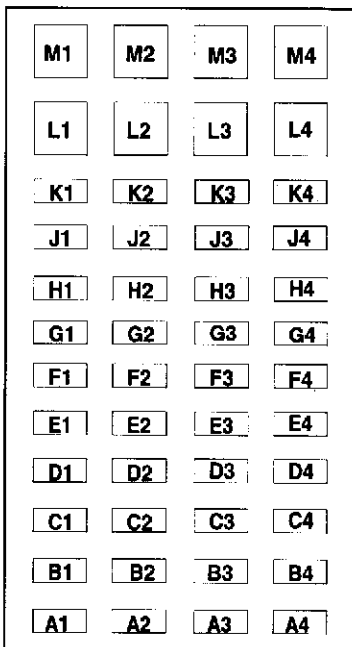 M1 M2 M3 M4
L1 L2 L3 L4
K1 K2 K3 K4
J1 J2 J3 J4
H1 H2 H3 H4
G1 G2 G3 G4
F1 F2 F3 F4
E1 E2 E3 E4
D1 D2 D3 D4
C1 C2 C3 C4
B1 B2 B3 B4
A1 A2 A3 A4